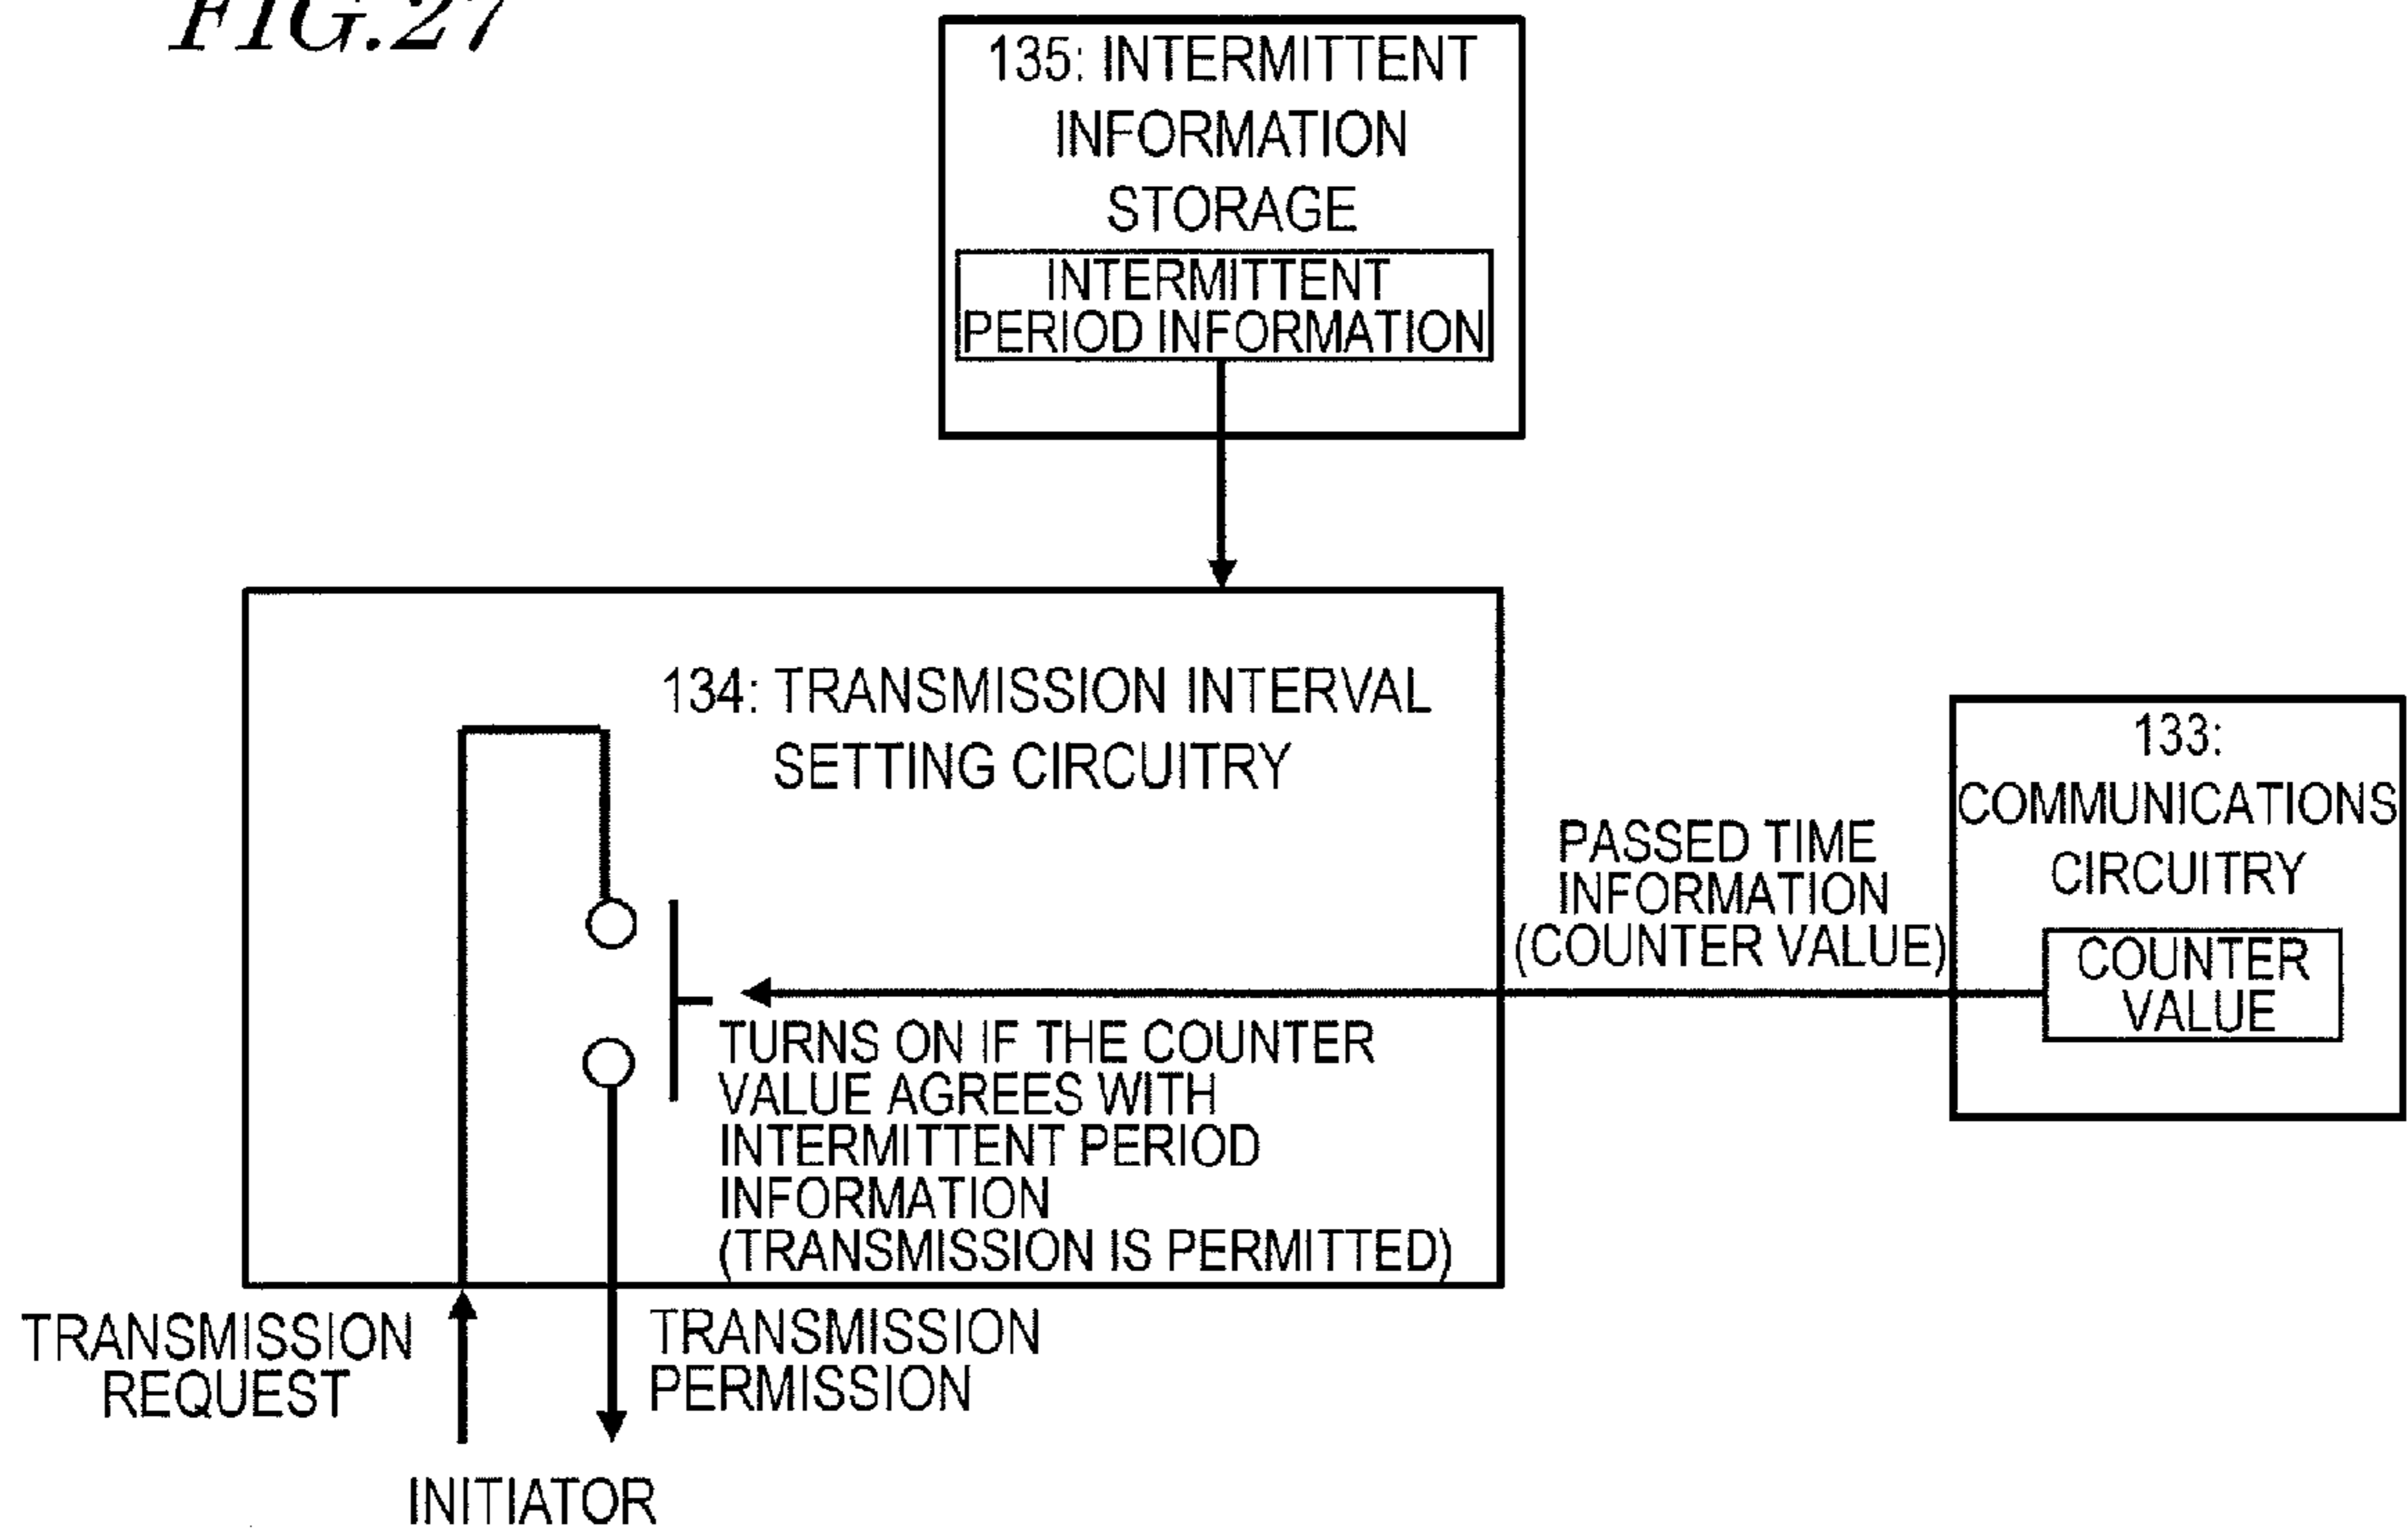 FIG.27
135: INTERMITTENT
INFORMATION
STORAGE
INTERMITTENT
PERIOD INFORMATION
134: TRANSMISSION INTERVAL
SETTING CIRCUITRY
133:
COMMUNICATIONS
CIRCUITRY
COUNTER
VALUE
PASSED TIME
INFORMATION
(COUNTER VALUE)
TURNS ON IF THE COUNTER
VALUE AGREES WITH
INTERMITTENT PERIOD
INFORMATION
(TRANSMISSION IS PERMITTED)
TRANSMISSION
REQUEST
TRANSMISSION
PERMISSION
INITIATOR